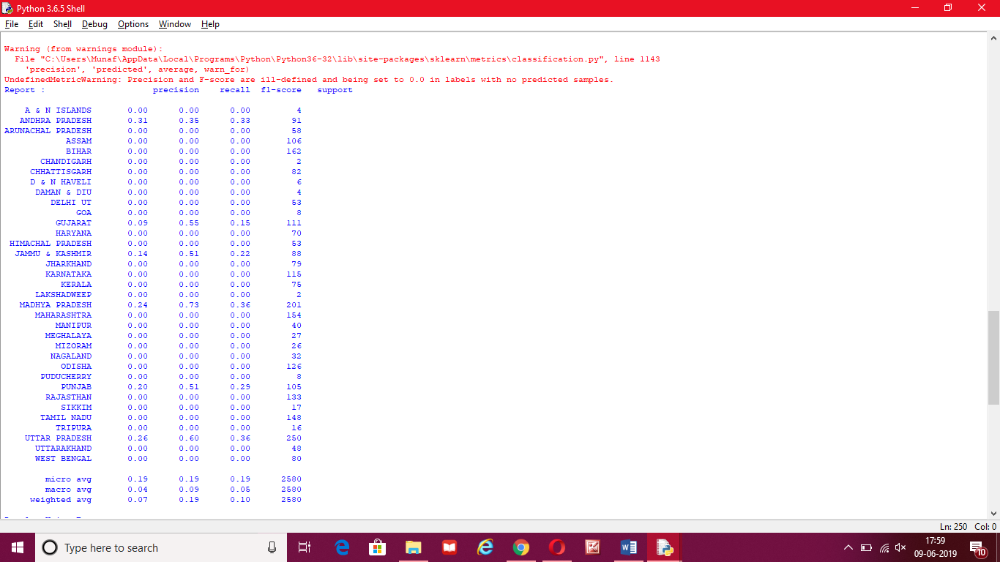 Python 3.6.5 Shell
File Edit Shell Debug Options Window Help
Warning (from warnings module):
File "C:\Users\Munaf\AppData\Local\Programs\Python\Python36-32\lib\site-packages\sklearn\metrics\classification.py", line 1143
'precision', 'predicted', average, warn_for)
UndefinedMetricWarning: Precision and F-score are ill-defined and being set to 0.0 in labels with no predicted samples.
Report : precision recall f1-score support
A & N ISLANDS 0.00 0.00 0.00 4
ANDHRA PRADESH 0.31 0.35 0.33 91
ARUNACHAL PRADESH 0.00 0.00 0.00 58
ASSAM 0.00 0.00 0.00 106
BIHAR 0.00 0.00 0.00 162
CHANDIGARH 0.00 0.00 0.00 2
CHHATTISGARH 0.00 0.00 0.00 82
D & N HAVELI 0.00 0.00 0.00 6
DAMAN & DIU 0.00 0.00 0.00 4
DELHI UT 0.00 0.00 0.00 53
GOA 0.00 0.00 0.00 8
GUJARAT 0.09 0.55 0.15 111
HARYANA 0.00 0.00 0.00 70
HIMACHAL PRADESH 0.00 0.00 0.00 53
JAMMU & KASHMIR 0.14 0.51 0.22 88
JHARKHAND 0.00 0.00 0.00 79
KARNATAKA 0.00 0.00 0.00 115
KERALA 0.00 0.00 0.00 75
LAKSHADWEEP 0.00 0.00 0.00 2
MADHYA PRADESH 0.24 0.73 0.36 201
MAHARASHTRA 0.00 0.00 0.00 154
MANIPUR 0.00 0.00 0.00 40
MEGHALAYA 0.00 0.00 0.00 27
MIZORAM 0.00 0.00 0.00 26
NAGALAND 0.00 0.00 0.00 32
ODISHA 0.00 0.00 0.00 126
PUDUCHERRY 0.00 0.00 0.00 8
PUNJAB 0.20 0.51 0.29 105
RAJASTHAN 0.00 0.00 0.00 133
SIKKIM 0.00 0.00 0.00 17
TAMIL NADU 0.00 0.00 0.00 148
TRIPURA 0.00 0.00 0.00 16
UTTAR PRADESH 0.26 0.60 0.36 250
UTTARAKHAND 0.00 0.00 0.00 48
WEST BENGAL 0.00 0.00 0.00 80
micro avg 0.19 0.19 0.19 2580
macro avg 0.04 0.09 0.05 2580
weighted avg 0.07 0.19 0.10 2580
Ln: 250 Col: 0
Type here to search
17:59
09-06-2019
10